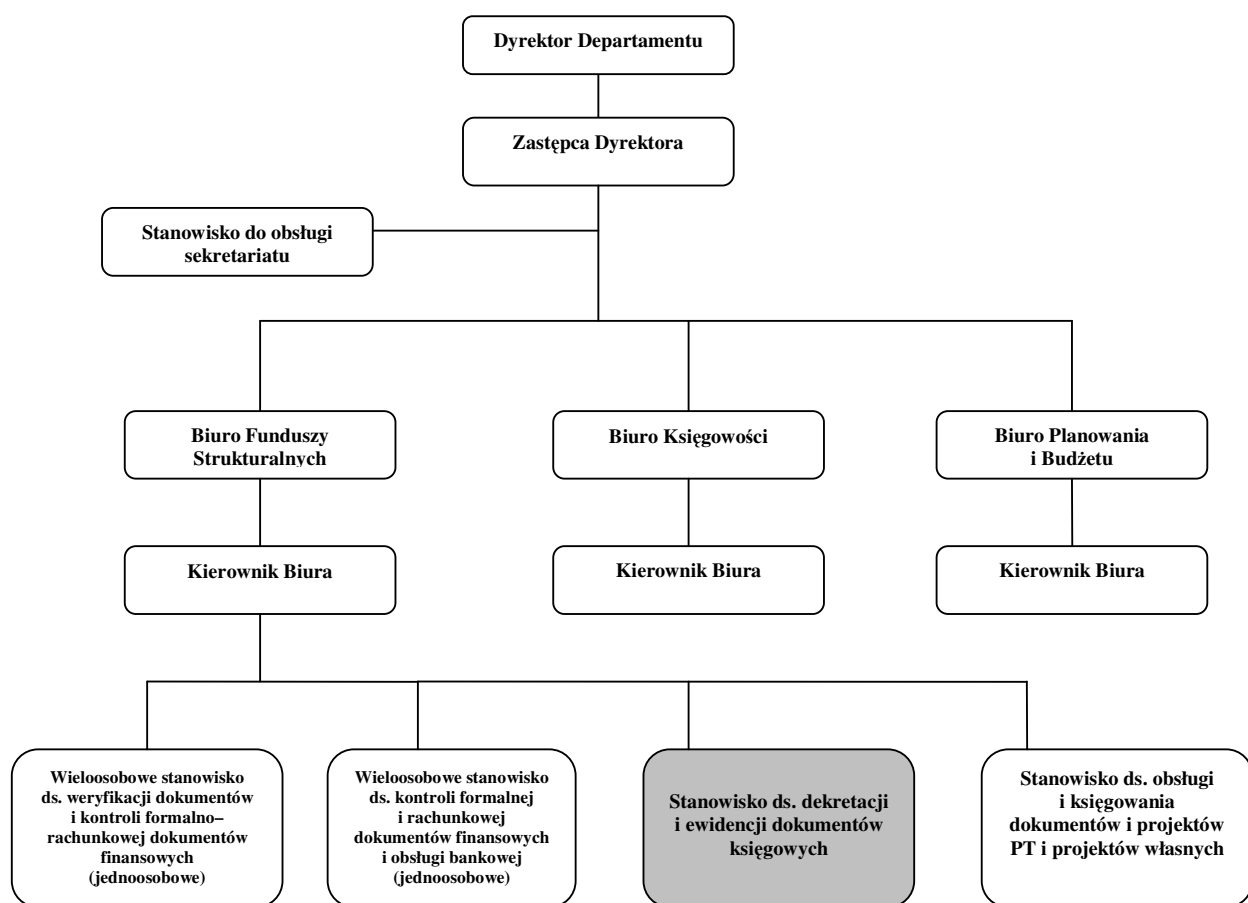 Dyrektor Departamentu
Zastępca Dyrektora
Stanowisko do obsługi
sekretariatu
Biuro Funduszy
Strukturalnych
Biuro Księgowości
Biuro Planowania
i Budżetu
Kierownik Biura
Kierownik Biura
Kierownik Biura
Wieloosobowe stanowisko
ds. weryfikacji dokumentów
i kontroli formalno–
rachunkowej dokumentów
finansowych
(jednoosobowe)
Wieloosobowe stanowisko
ds. kontroli formalnej
i rachunkowej
dokumentów finansowych
i obsługi bankowej
(jednoosobowe)
Stanowisko ds. dekretacji
i ewidencji dokumentów
księgowych
Stanowisko ds. obsługi
i księgowania
dokumentów i projektów
PT i projektów własnych